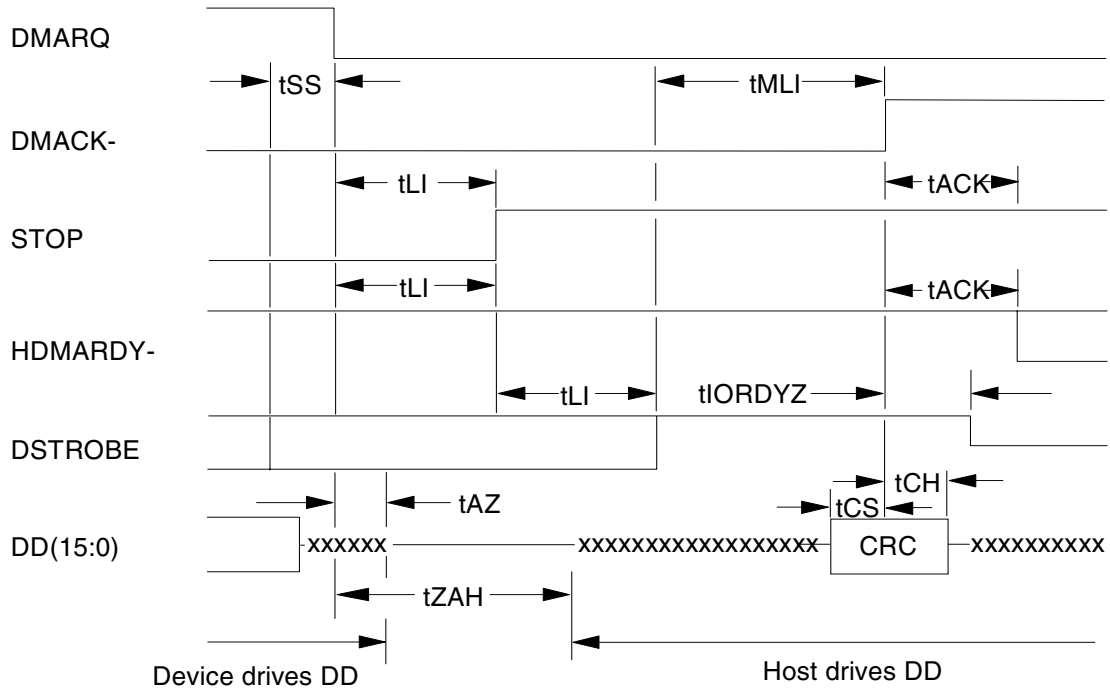 DMARQ
tSS
tMLI
DMACK-
tLI
tACK
STOP
tLI
tACK
HDMARDY-
tLI
tIORDYZ
DSTROBE
tCH
tAZ
tCS
DD(15:0)
xxxxxx
xxxxxxxxxxxxxxxxxx
CRC
xxxxxxxxxx
tZAH
Device drives DD
Host drives DD